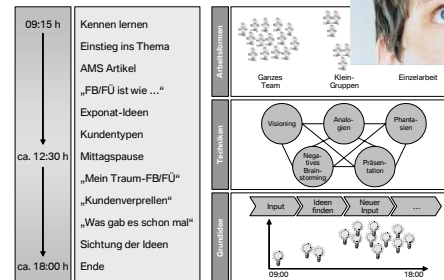 09:15 h
Kennen lernen
Einstieg ins Thema
AMS Artikel
„FB/FÜ ist wie …“
Exponat-Ideen
Kundentypen
ca. 12:30 h
Mittagspause
„Mein Traum-FB/FÜ“
„Kundenverprellen“
„Was gab es schon mal“
Sichtung der Ideen
ca. 18:00 h
Ende
Arbeitsformen
Ganzes
Team
Klein-
Gruppen
Einzelarbeit
Techniken
Visioning
Analo-
gien
Phanta-
sien
Nega-
tives
Brain-
storming
Präsen-
tation
Grundidee
Input
Ideen
finden
Neuer
Input
...
09:00
18:00